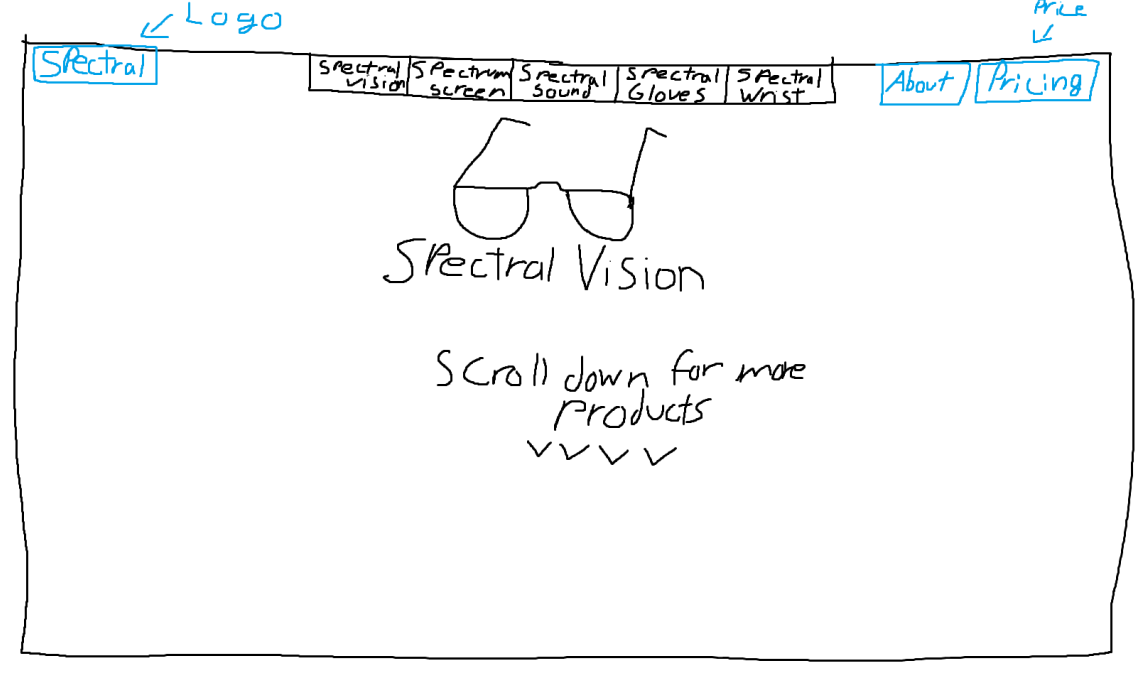 Logo
Price
Spectral
Spectral Vision
Spectrum Screen
Spectral Sound
Spectral Gloves
Spectral Wrist
About
Pricing
Spectral Vision
Scroll down for more
products